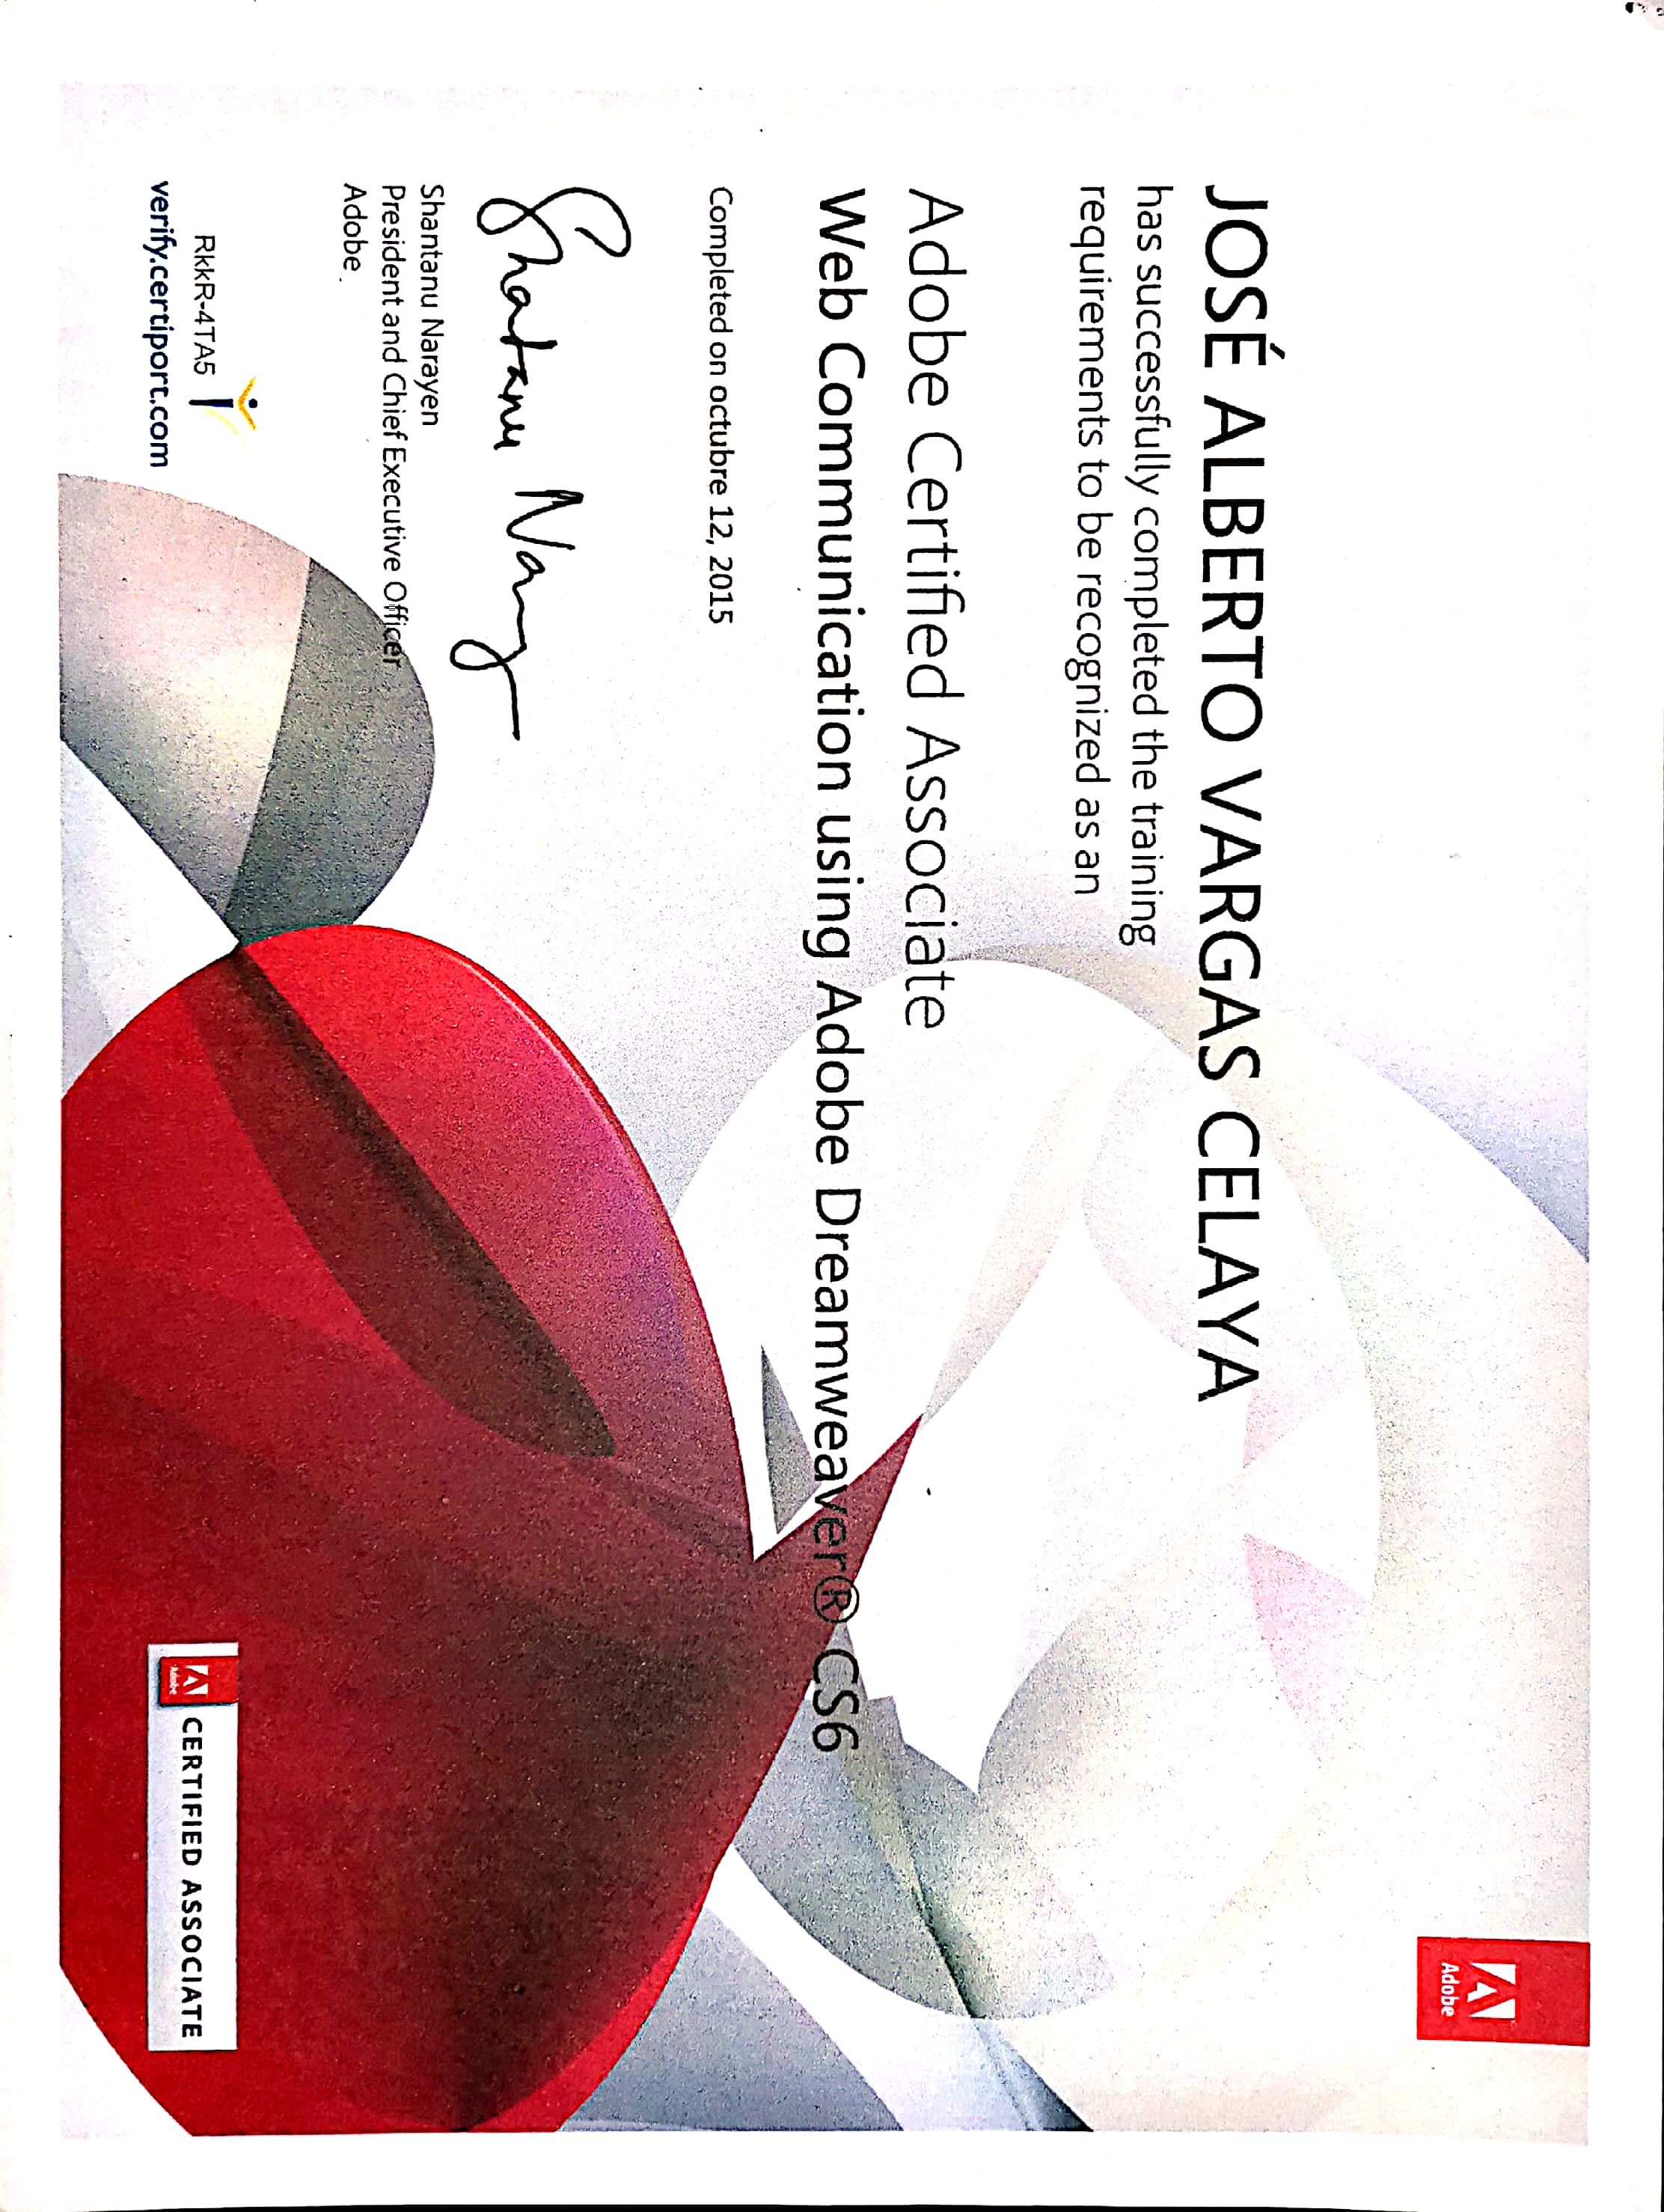 Adobe
JOSÉ ALBERTO VARGAS CELAYA
has successfully completed the training
requirements to be recognized as an
Adobe Certified Associate
Web Communication using Adobe Dreamweaver® CS6
Completed on octubre 12, 2015
Shantanu Narayen
Shantanu Narayen
President and Chief Executive Officer
Adobe
RkkR-4TA5
verify.certiport.com
Adobe
CERTIFIED ASSOCIATE